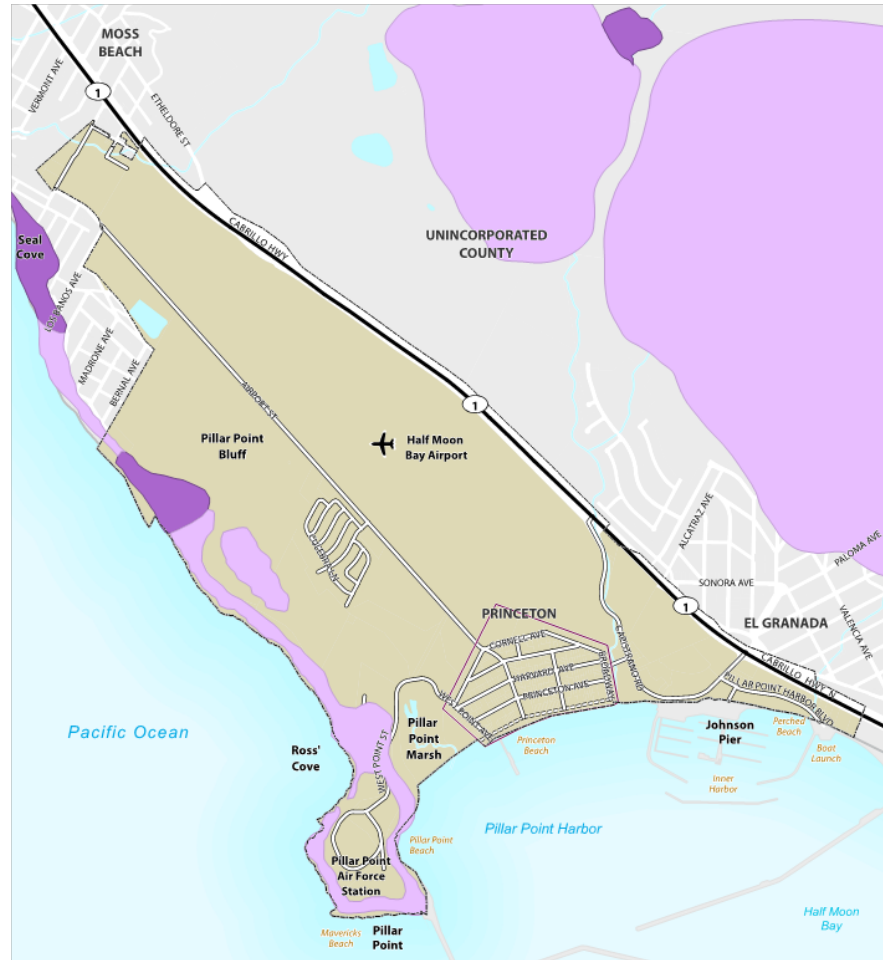 MOSS
BEACH
VERMONT AVE
1
ETHELDORE ST
CABRILLO HWY
UNINCORPORATED
COUNTY
Seal
Cove
LOS BANOS AVE
MADRONE AVE
BERNAL AVE
AIRPORT ST
1
Pillar Point
Bluff
Half Moon
Bay Airport
CULEBRA LN
ALCATRAZ AVE
PALOMA AVE
SONORA AVE
1
VALENCIA AVE
EL GRANADA
PRINCETON
CORNELL AVE
HARVARD AVE
PRINCETON AVE
BROADWAY
CAPISTRANO RD
CABRILLO HWY N
PILLAR POINT HARBOR BLVD
WEST POINT AVE
Pacific Ocean
Ross'
Cove
WEST POINT ST
Pillar
Point
Marsh
Princeton
Beach
Johnson
Pier
Perched
Beach
Boat
Launch
Inner
Harbor
Pillar Point Harbor
Pillar Point
Beach
Pillar Point
Air Force
Station
Mavericks
Beach
Pillar
Point
Half Moon
Bay